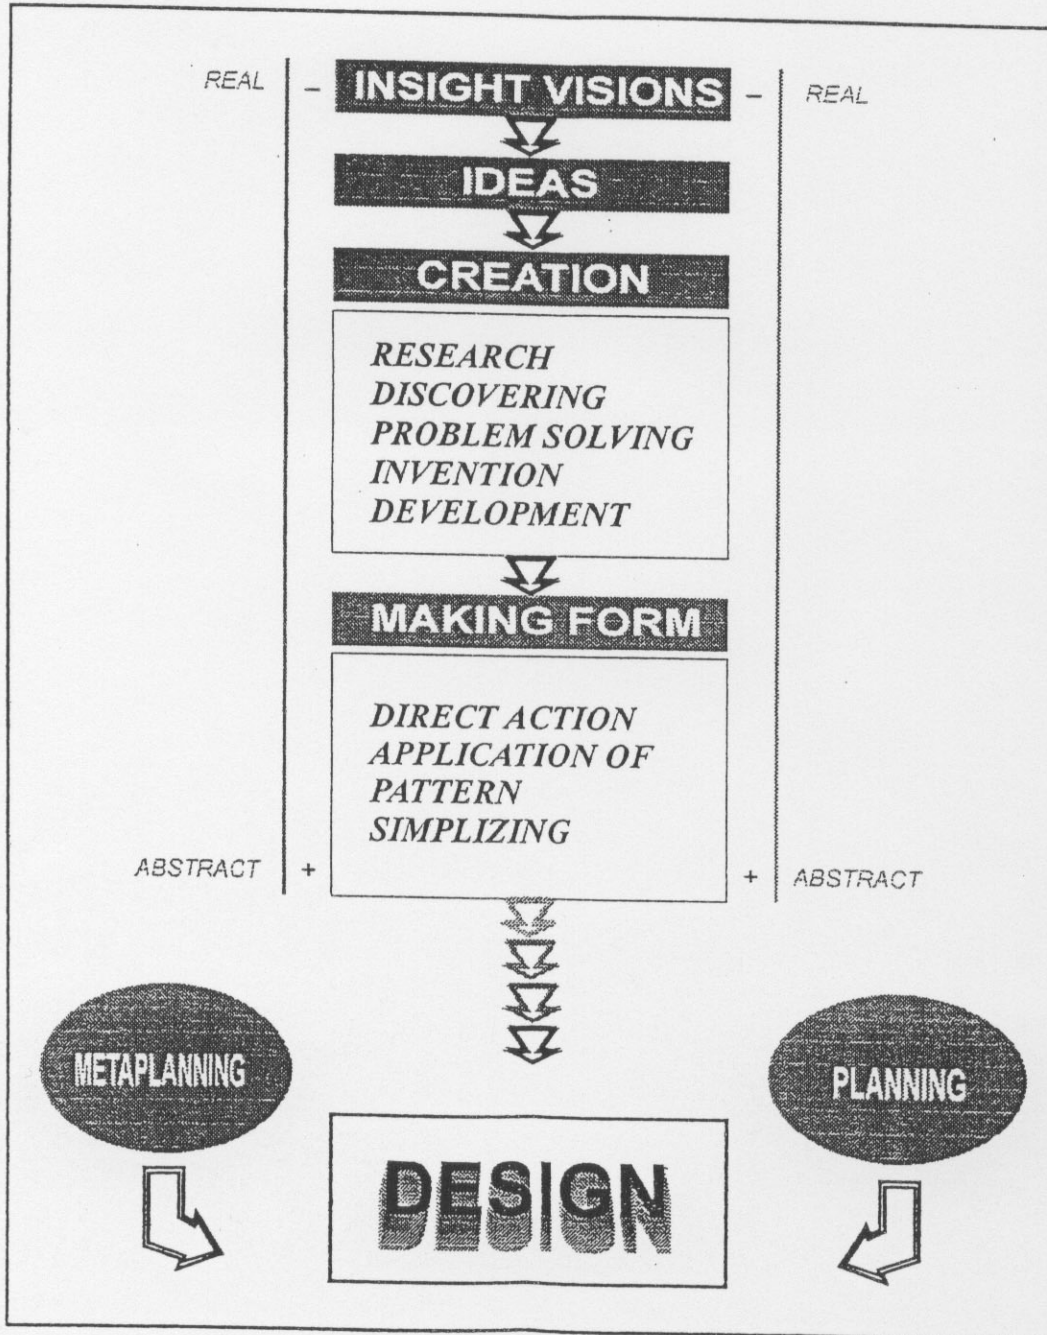 REAL – INSIGHT VISIONS – REAL
IDEAS
CREATION
RESEARCH
DISCOVERING
PROBLEM SOLVING
INVENTION
DEVELOPMENT
MAKING FORM
DIRECT ACTION
APPLICATION OF
PATTERN
SIMPLIZING
ABSTRACT + + ABSTRACT
METAPLANNING
PLANNING
DESIGN